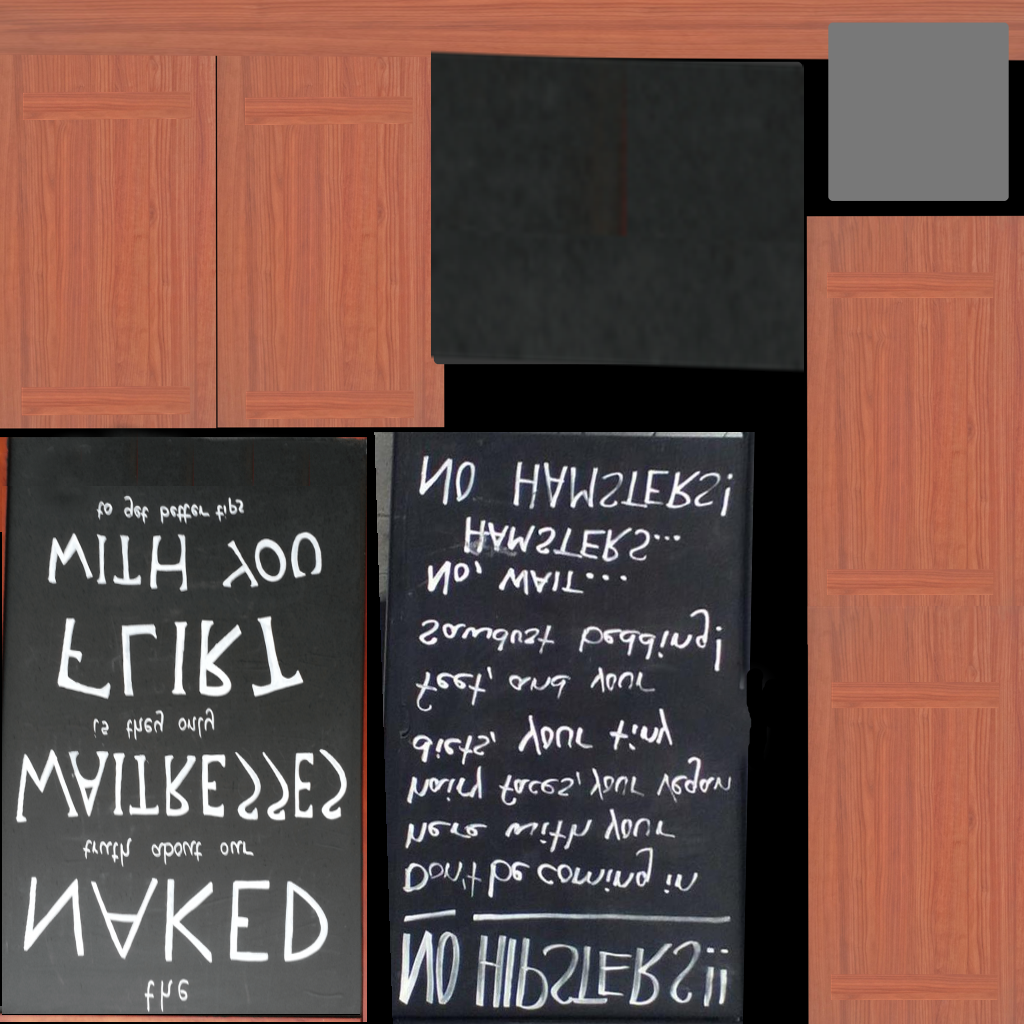 the
NAKED
truth about our
WAITRESSES
is they only
FLIRT
WITH YOU
to get better tips
NO HIPSTERS!!
Don't be coming in
here with your
hairy faces, your vegan
diets, your tiny
feet, and your
sawdust bedding!
No, WAIT...
HAMSTERS...
NO HAMSTERS!